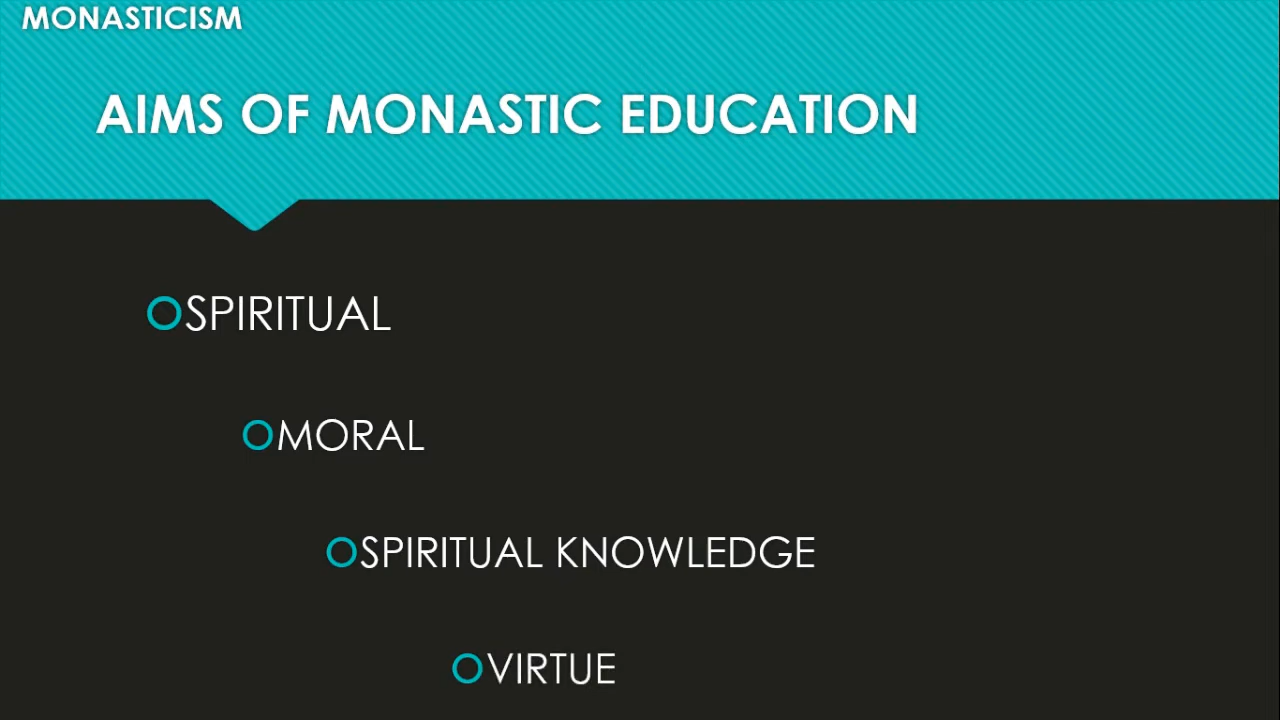 MONASTICISM
AIMS OF MONASTIC EDUCATION
SPIRITUAL
MORAL
SPIRITUAL KNOWLEDGE
VIRTUE